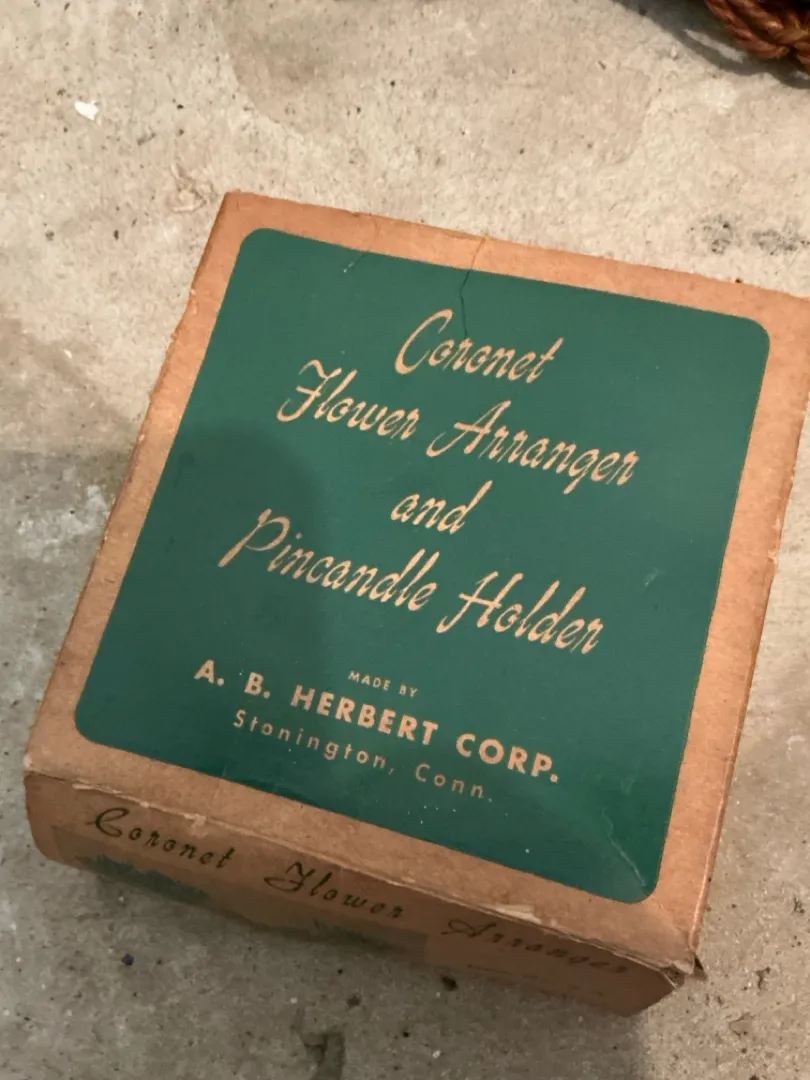 Coronet
Flower Arranger
and
Pincandle Holder
MADE BY
A. B. HERBERT CORP.
Stonington, Conn.
Coronet Flower Arranger